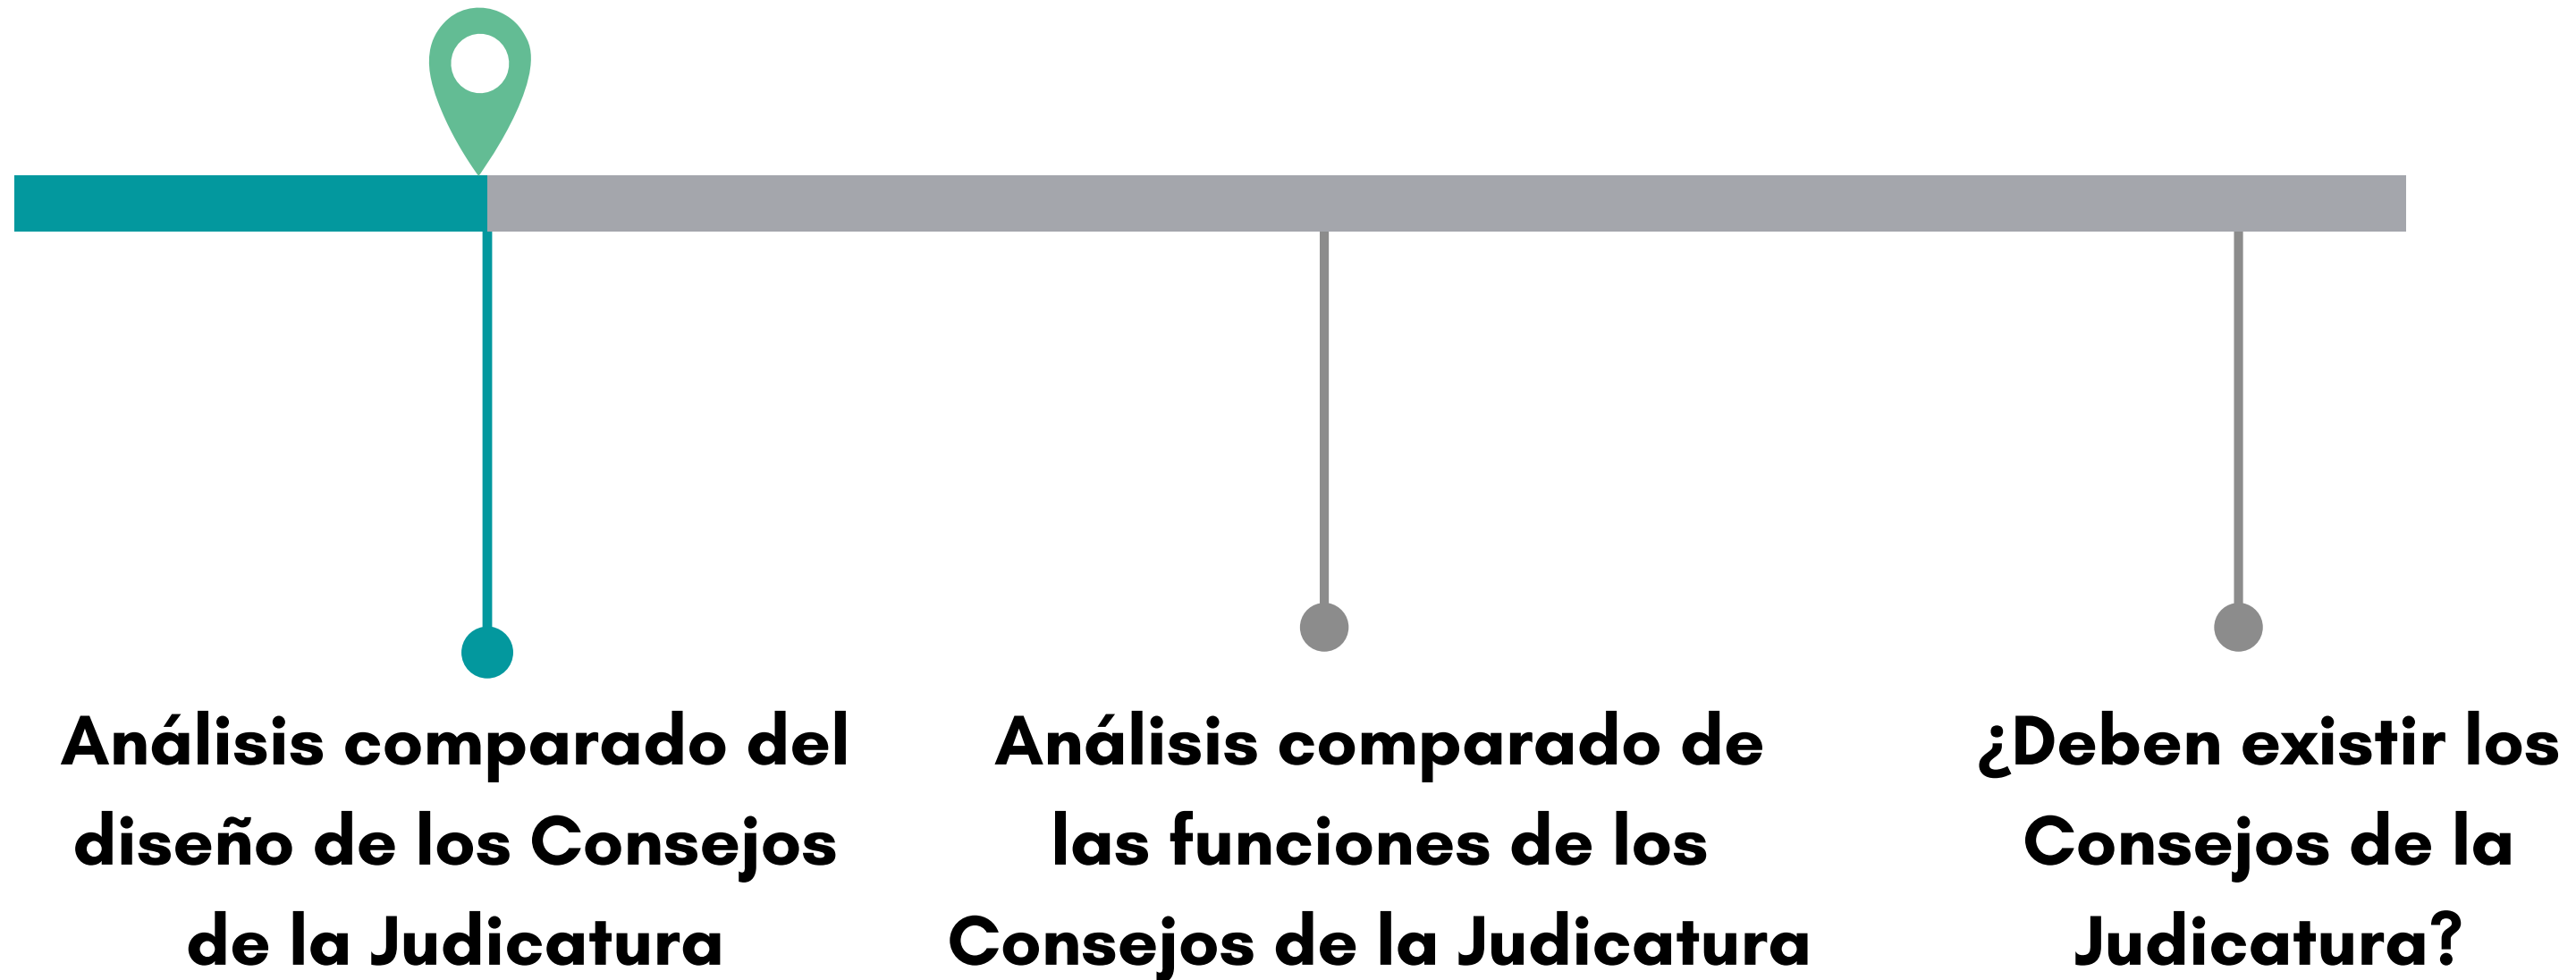 Análisis comparado del
diseño de los Consejos
de la Judicatura
Análisis comparado de
las funciones de los
Consejos de la Judicatura
¿Deben existir los
Consejos de la
Judicatura?